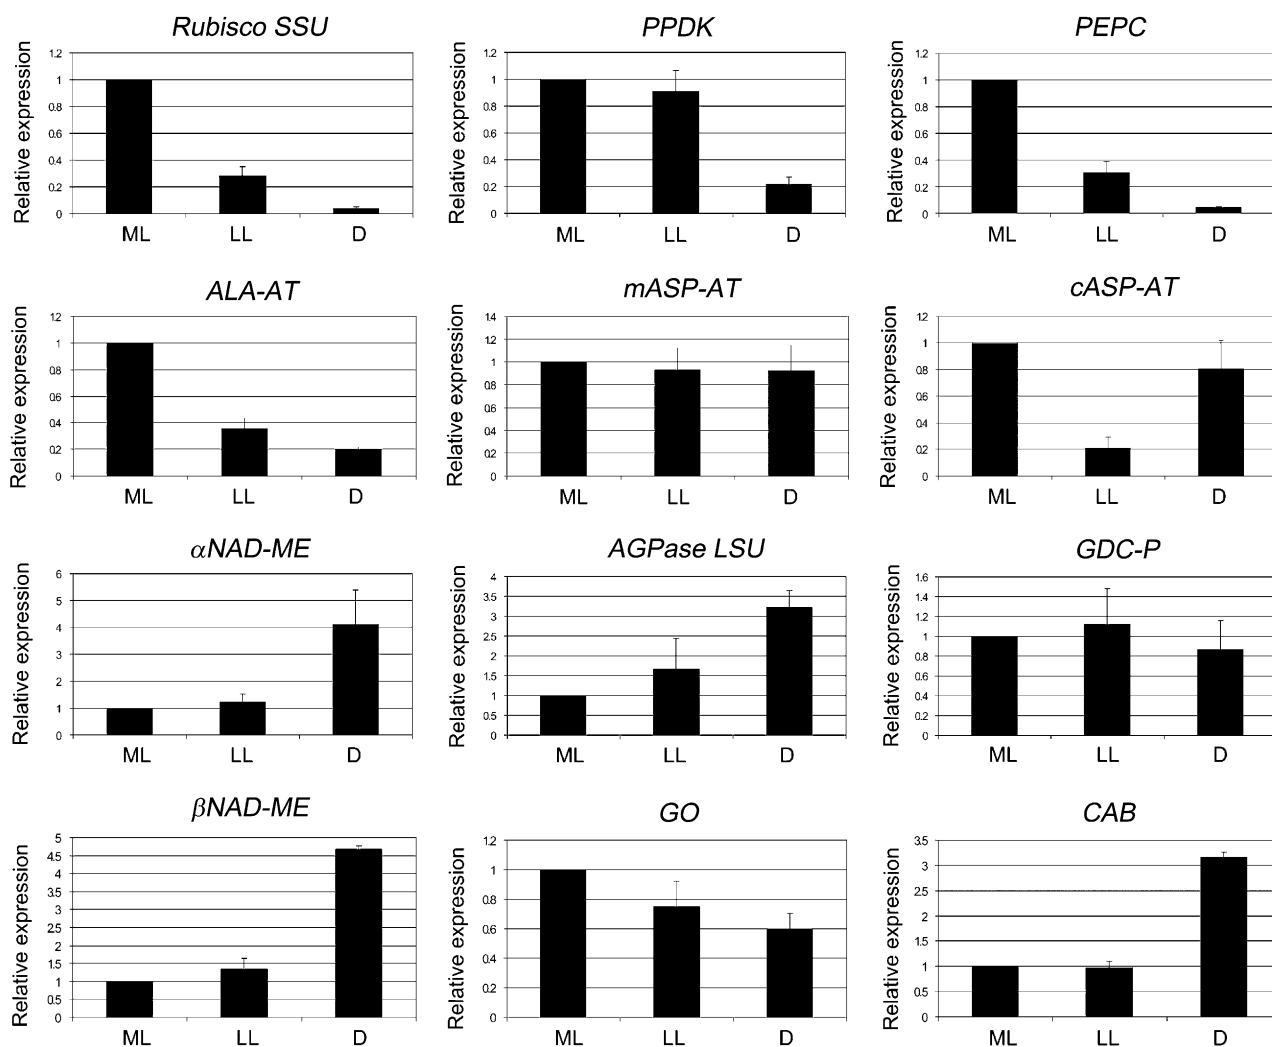 Rubisco SSU
Relative expression
1.2
1
0.8
0.6
0.4
0.2
0
ML LL D
PPDK
Relative expression
1.2
1
0.8
0.6
0.4
0.2
0
ML LL D
PEPC
Relative expression
1.2
1
0.8
0.6
0.4
0.2
0
ML LL D
ALA-AT
Relative expression
1.2
1
0.8
0.6
0.4
0.2
0
ML LL D
mASP-AT
Relative expression
1.4
1.2
1
0.8
0.6
0.4
0.2
0
ML LL D
cASP-AT
Relative expression
1.2
1
0.8
0.6
0.4
0.2
0
ML LL D
αNAD-ME
Relative expression
6
5
4
3
2
1
0
ML LL D
AGPase LSU
Relative expression
4
3.5
3
2.5
2
1.5
1
0.5
0
ML LL D
GDC-P
Relative expression
1.6
1.4
1.2
1
0.8
0.6
0.4
0.2
0
ML LL D
βNAD-ME
Relative expression
5
4.5
4
3.5
3
2.5
2
1.5
1
0.5
0
ML LL D
GO
Relative expression
1.2
1
0.8
0.6
0.4
0.2
0
ML LL D
CAB
Relative expression
3.5
3
2.5
2
1.5
1
0.5
0
ML LL D